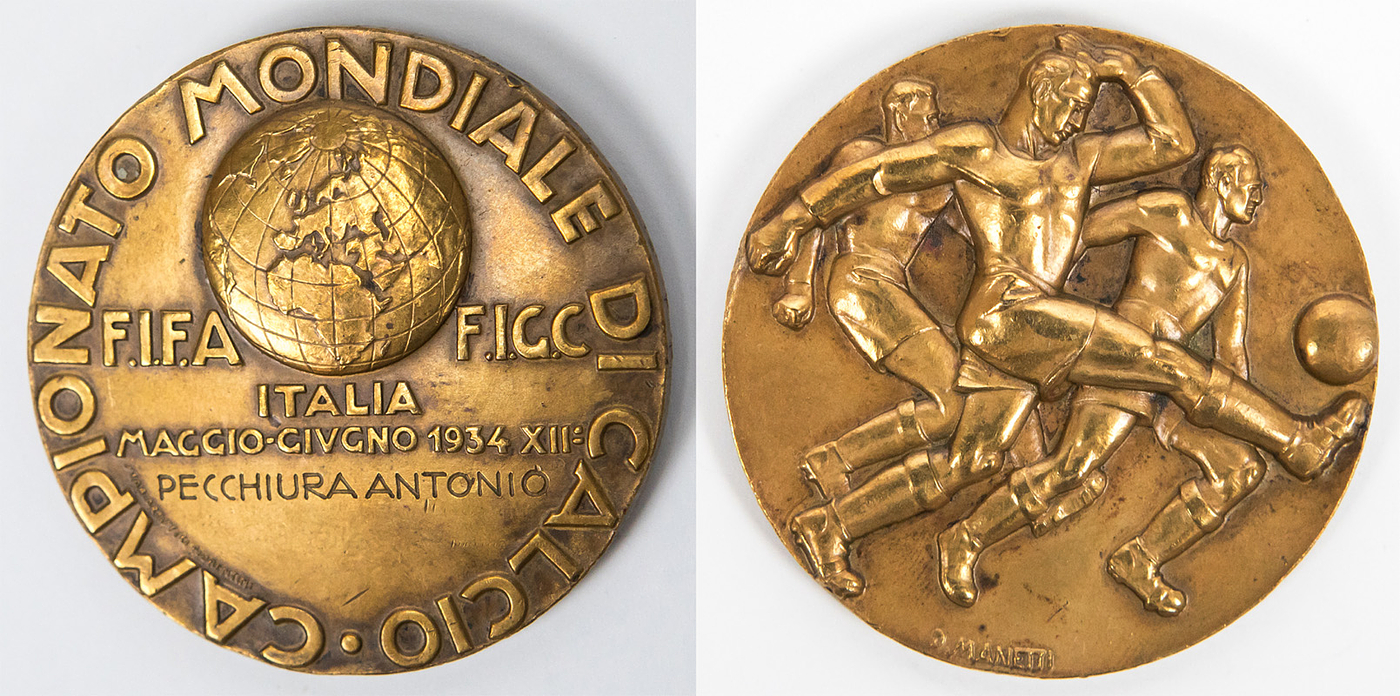 CAMPIONATO MONDIALE DI CALCIO ·
F.I.F.A
F.I.G.C
ITALIA
MAGGIO-GIVGNO 1934 XII:
PECCHIURA ANTONIO
MANETTI